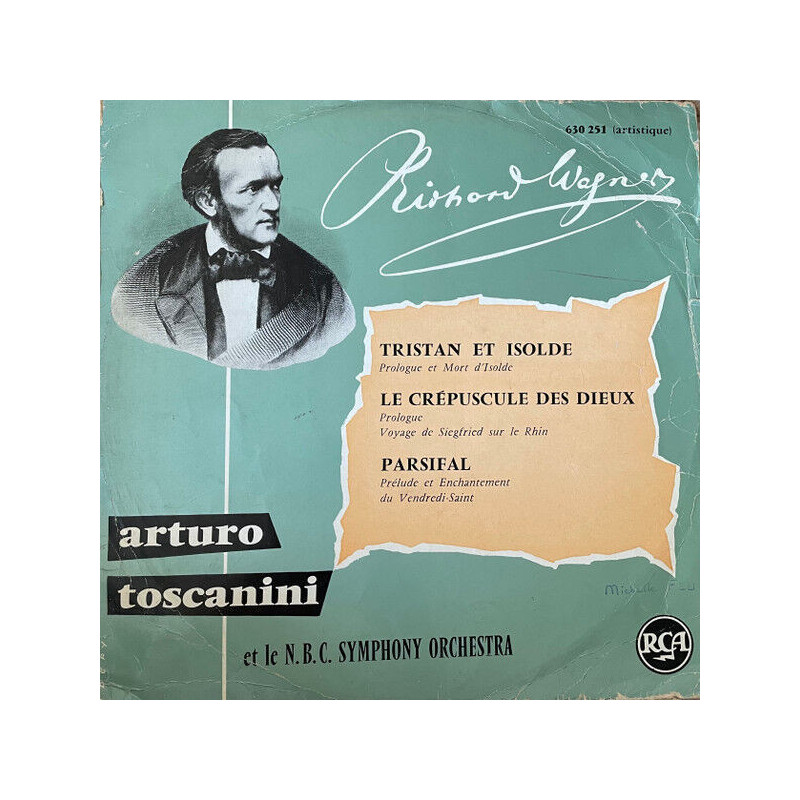 630 251 (artistique)
Richard Wagner
TRISTAN ET ISOLDE
Prologue et Mort d'Isolde
LE CRÉPUSCULE DES DIEUX
Prologue
Voyage de Siegfried sur le Rhin
PARSIFAL
Prélude et Enchantement
du Vendredi-Saint
arturo
toscanini
et le N.B.C. SYMPHONY ORCHESTRA
RCA